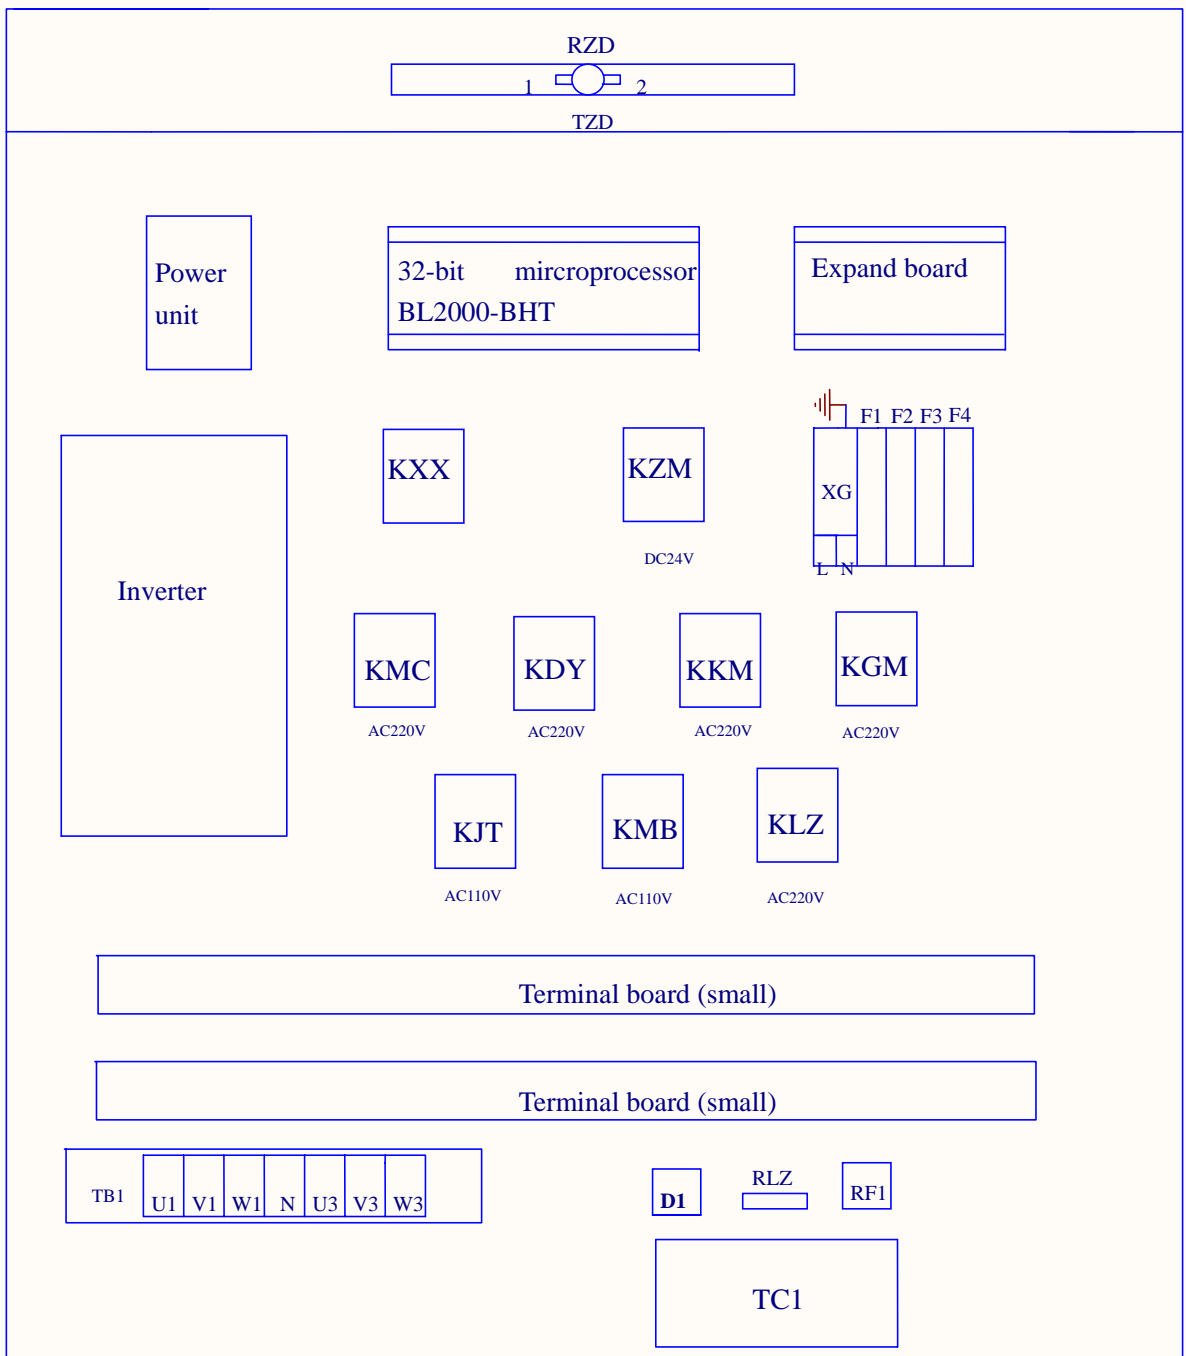 RZD
1 2
TZD
Power
unit
32-bit mircroprocessor
BL2000-BHT
Expand board
F1 F2 F3 F4
KXX
KZM
XG
DC24V
L N
Inverter
KMC
KDY
KKM
KGM
AC220V
AC220V
AC220V
AC220V
KJT
KMB
KLZ
AC110V
AC110V
AC220V
Terminal board (small)
Terminal board (small)
TB1
U1 V1 W1 N U3 V3 W3
D1
RLZ
RF1
TC1